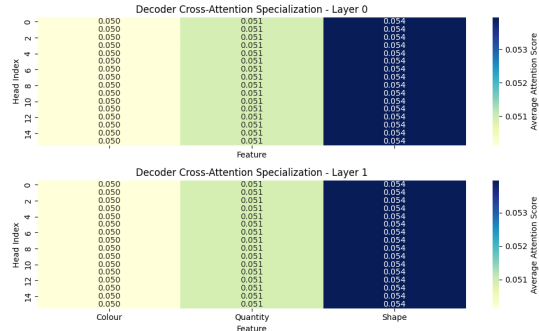 Decoder Cross-Attention Specialization - Layer 0
0 0.050 0.051 0.054
0.050 0.051 0.054
2 0.050 0.051 0.054
0.050 0.051 0.054
4 0.050 0.051 0.054
0.050 0.051 0.054
6 0.050 0.051 0.054
0.050 0.051 0.054
8 0.050 0.051 0.054
0.050 0.051 0.054
10 0.050 0.051 0.054
0.050 0.051 0.054
12 0.050 0.051 0.054
0.050 0.051 0.054
14 0.050 0.051 0.054
0.050 0.051 0.054
Head Index
Feature
0.053
0.052
0.051
Average Attention Score
Decoder Cross-Attention Specialization - Layer 1
0 0.050 0.051 0.054
0.050 0.051 0.054
2 0.050 0.051 0.054
0.050 0.051 0.054
4 0.050 0.051 0.054
0.050 0.051 0.054
6 0.050 0.051 0.054
0.050 0.051 0.054
8 0.050 0.051 0.054
0.050 0.051 0.054
10 0.050 0.051 0.054
0.050 0.051 0.054
12 0.050 0.051 0.054
0.050 0.051 0.054
14 0.050 0.051 0.054
0.050 0.051 0.054
Head Index
Colour Quantity Shape
Feature
0.053
0.052
0.051
Average Attention Score